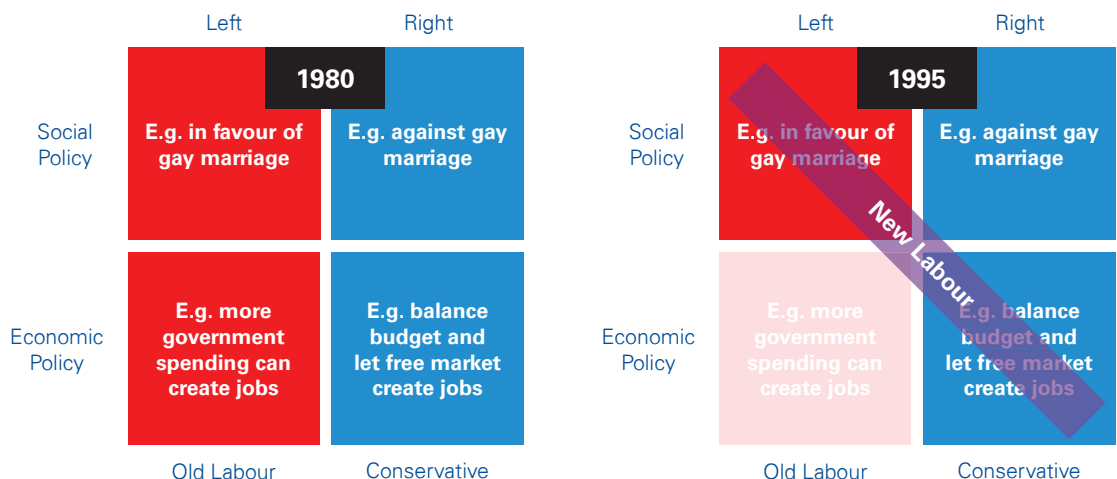 Left
Right
1980
Social
Policy
E.g. in favour of
gay marriage
E.g. against gay
marriage
Economic
Policy
E.g. more
government
spending can
create jobs
E.g. balance
budget and
let free market
create jobs
Old Labour
Conservative
Left
Right
1995
Social
Policy
E.g. in favour of
gay marriage
E.g. against gay
marriage
New Labour
Economic
Policy
E.g. more
government
spending can
create jobs
E.g. balance
budget and
let free market
create jobs
Old Labour
Conservative